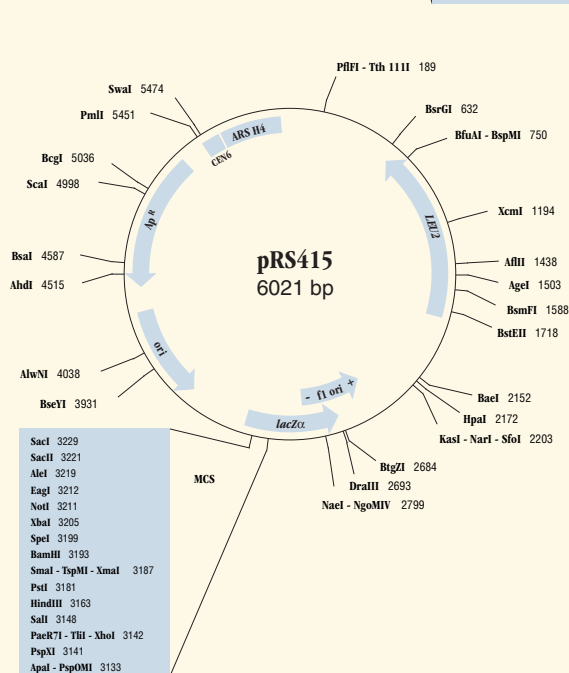 PflFI - Tth 111I 189
SwaI 5474
PmlI 5451
BsrGI 632
BfuAI - BspMI 750
ARS H4
CEN6
BcgI 5036
ScaI 4998
Ap R
LEU2
XcmI 1194
pRS415
6021 bp
BsaI 4587
AhdI 4515
AflII 1438
AgeI 1503
BsmFI 1588
BstEII 1718
ori
AlwNI 4038
BseYI 3931
- f1 ori +
lacZα
BaeI 2152
HpaI 2172
KasI - NarI - SfoI 2203
BtgZI 2684
DraIII 2693
NaeI - NgoMIV 2799
MCS
SacI 3229
SacII 3221
AleI 3219
EagI 3212
NotI 3211
XbaI 3205
SpeI 3199
BamHI 3193
SmaI - TspMI - XmaI 3187
PstI 3181
HindIII 3163
SalI 3148
PaeR7I - TliI - XhoI 3142
PspXI 3141
ApaI - PspOMI 3133